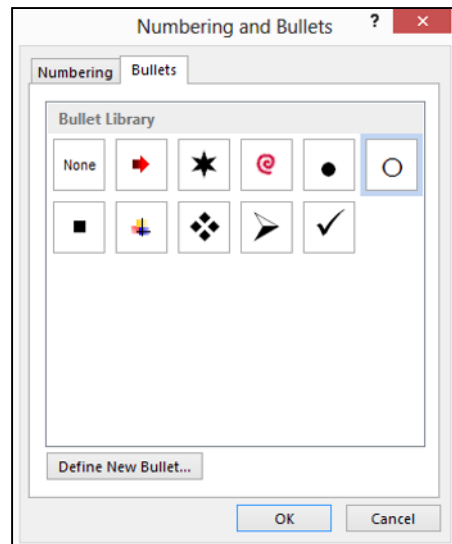 Numbering and Bullets ? ×
Numbering Bullets
Bullet Library
None
Define New Bullet...
OK Cancel